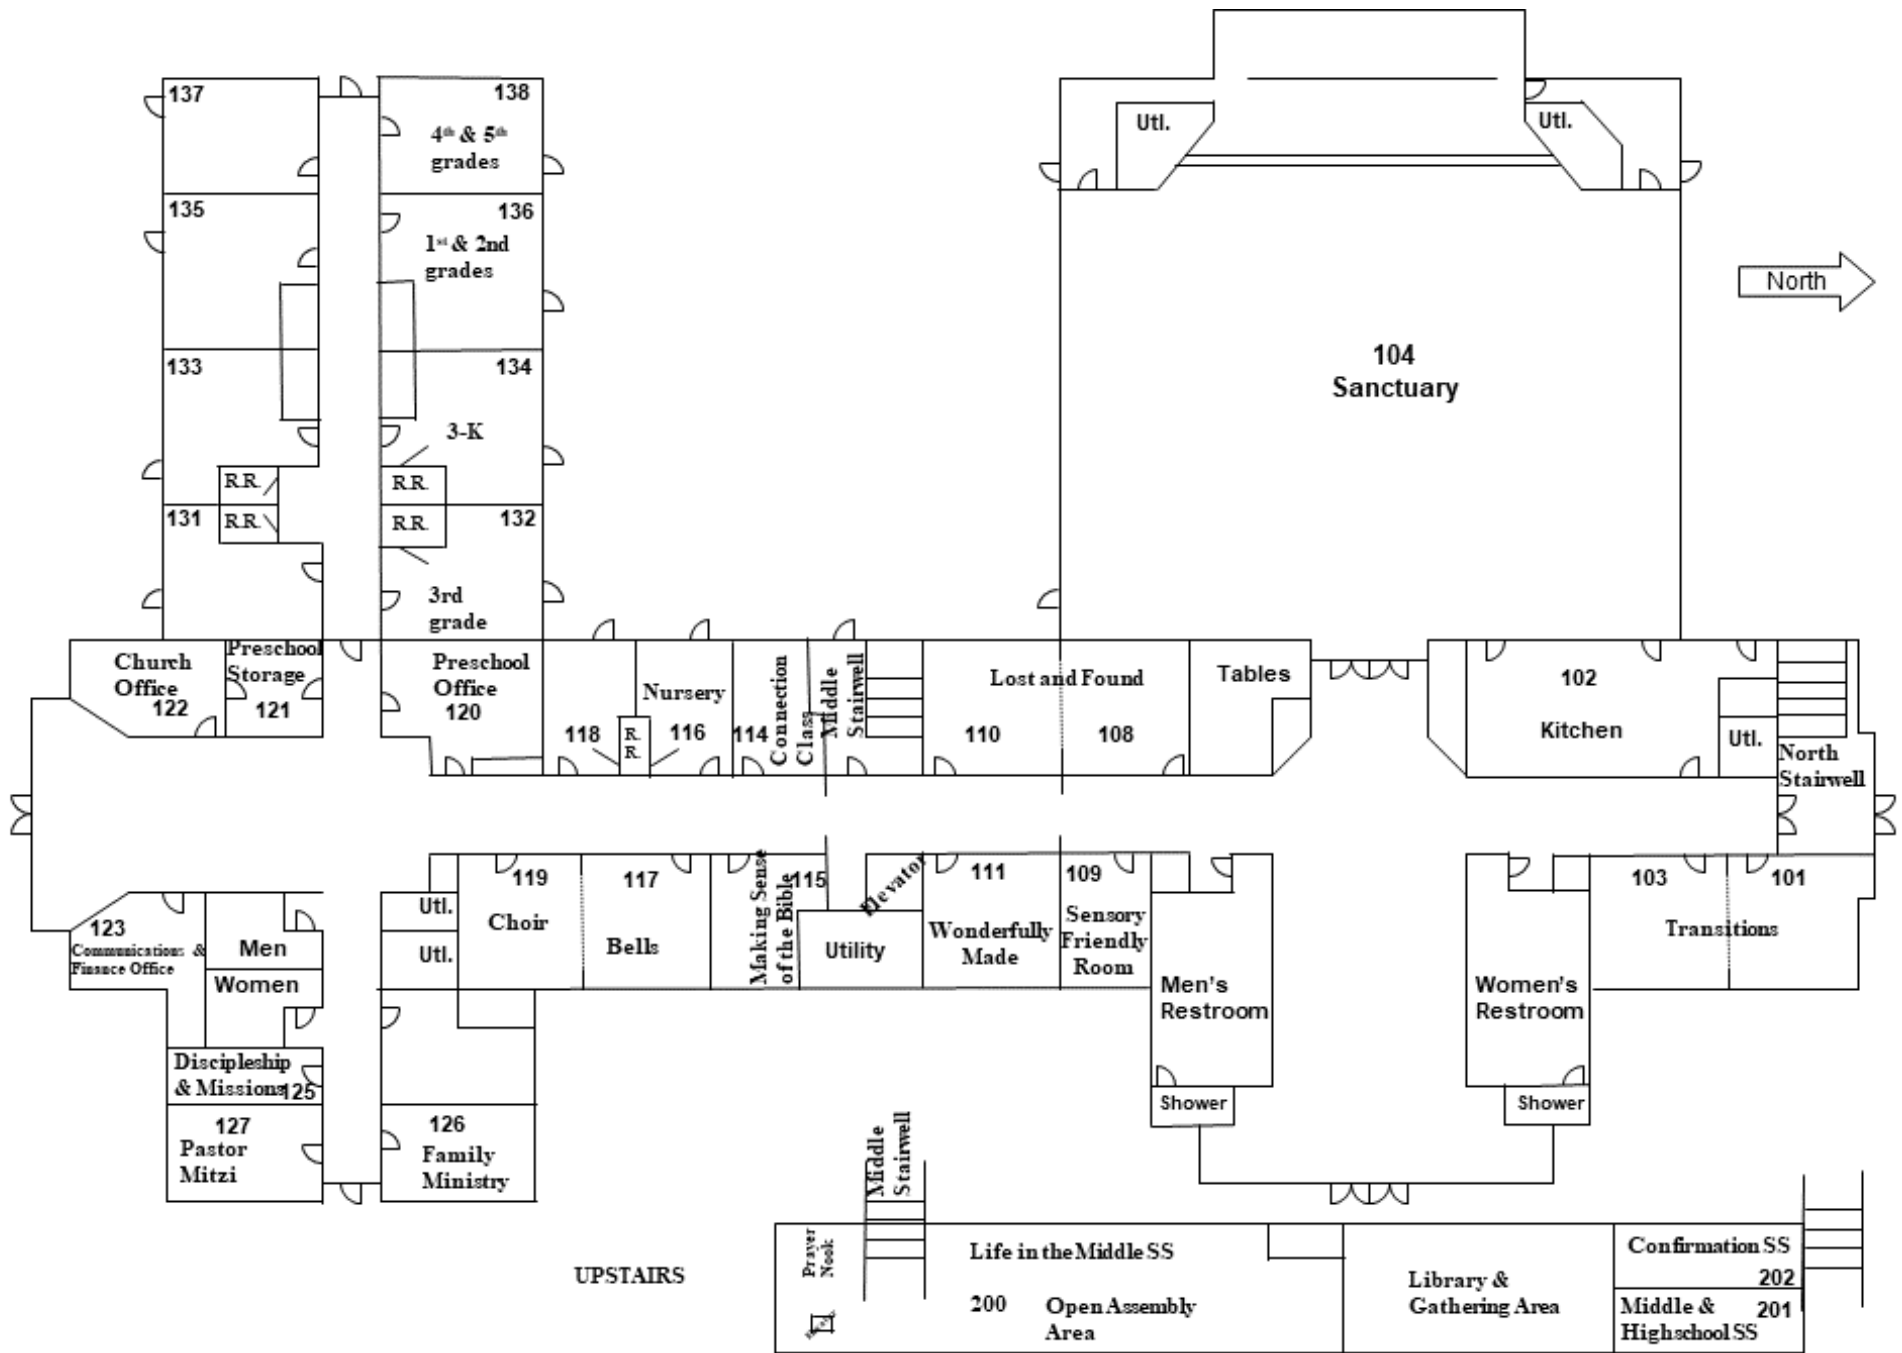 137
138
4th & 5th
grades
Utl.
Utl.
135
136
1st & 2nd
grades
North
133
134
104
Sanctuary
3-K
R.R.
R.R.
131
R.R.
R.R.
132
3rd
grade
Church
Office
122
Preschool
Storage
121
Preschool
Office
120
118
R.
R.
Nursery
116
114
Connection
Class
Middle
Stairwell
Lost and Found
110
108
Tables
102
Kitchen
Utl.
North
Stairwell
119
Choir
117
Bells
Making Sense
of the Bible
115
Elevator
Utility
111
Wonderfully
Made
109
Sensory
Friendly
Room
103
101
Transitions
Utl.
Utl.
123
Communications &
Finance Office
Men
Women
Men's
Restroom
Women's
Restroom
Discipleship
& Missions
125
Shower
Shower
127
Pastor
Mitzi
126
Family
Ministry
UPSTAIRS
Prayer
Nook
Middle
Stairwell
Life in the Middle SS
200
Open Assembly
Area
Library &
Gathering Area
Confirmation SS
202
Middle &
Highschool SS
201